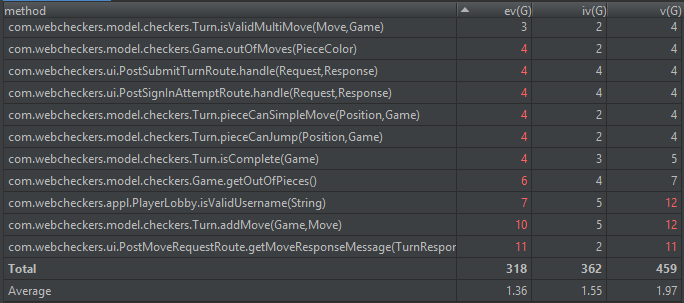 method ev(G) iv(G) v(G)
com.webcheckers.model.checkers.Turn.isValidMultiMove(Move,Game) 3 2 4
com.webcheckers.model.checkers.Game.outOfMoves(PieceColor) 4 2 4
com.webcheckers.ui.PostSubmitTurnRoute.handle(Request,Response) 4 4 4
com.webcheckers.ui.PostSignInAttemptRoute.handle(Request,Response) 4 4 4
com.webcheckers.model.checkers.Turn.pieceCanSimpleMove(Position,Game) 4 2 4
com.webcheckers.model.checkers.Turn.pieceCanJump(Position,Game) 4 2 4
com.webcheckers.model.checkers.Turn.isComplete(Game) 4 3 5
com.webcheckers.model.checkers.Game.getOutOfPieces() 6 4 7
com.webcheckers.appl.PlayerLobby.isValidUsername(String) 7 5 12
com.webcheckers.model.checkers.Turn.addMove(Game,Move) 10 5 12
com.webcheckers.ui.PostMoveRequestRoute.getMoveResponseMessage(TurnRespor 11 2 11
Total 318 362 459
Average 1.36 1.55 1.97